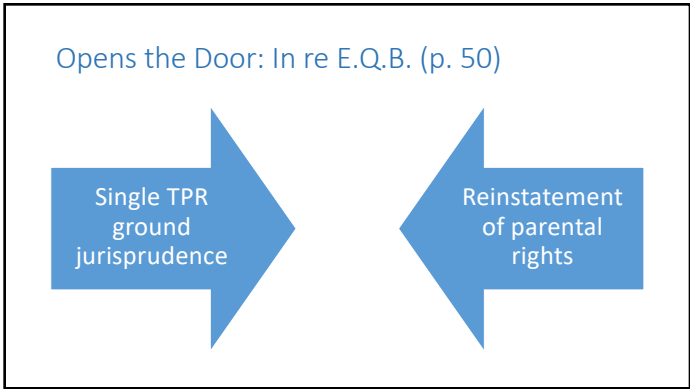 Opens the Door: In re E.Q.B. (p. 50)
Single TPR
ground
jurisprudence
Reinstatement
of parental
rights